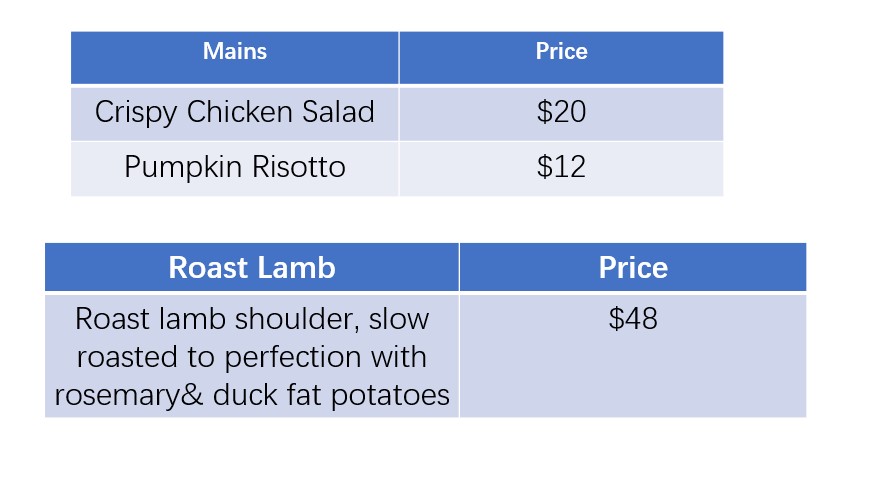 Mains Price
Crispy Chicken Salad $20
Pumpkin Risotto $12
Roast Lamb Price
Roast lamb shoulder, slow $48
roasted to perfection with
rosemary& duck fat potatoes